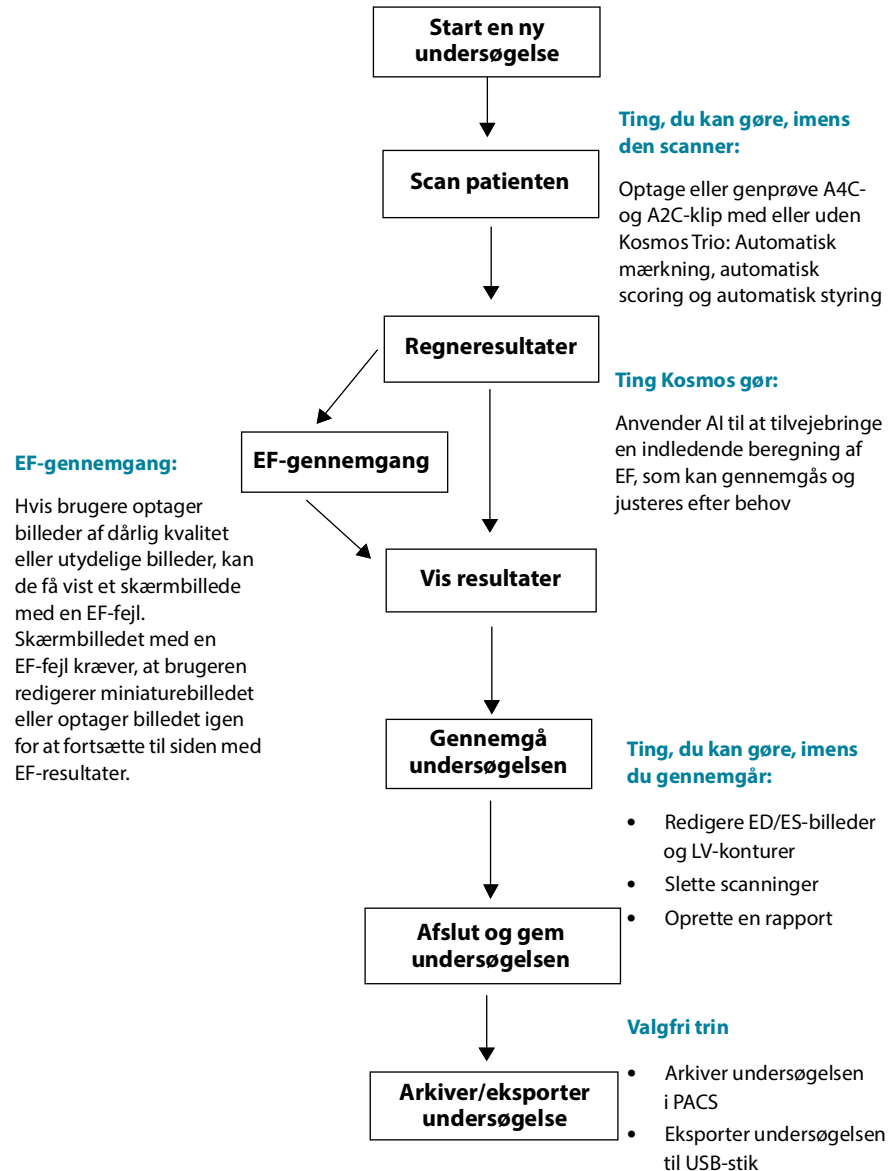 Start en ny
undersøgelse
Ting, du kan gøre, imens
den scanner:
Scan patienten
Optage eller genprøve A4C-
og A2C-klip med eller uden
Kosmos Trio: Automatisk
mærkning, automatisk
scoring og automatisk styring
Regneresultater
Ting Kosmos gør:
Anvender AI til at tilvejebringe
en indledende beregning af
EF, som kan gennemgås og
justeres efter behov
EF-gennemgang
EF-gennemgang:
Hvis brugere optager
billeder af dårlig kvalitet
eller utydelige billeder, kan
de få vist et skærmbillede
med en EF-fejl.
Skærmbilledet med en
EF-fejl kræver, at brugeren
redigerer miniaturebilledet
eller optager billedet igen
for at fortsætte til siden med
EF-resultater.
Vis resultater
Gennemgå
undersøgelsen
Ting, du kan gøre, imens
du gennemgår:
• Redigere ED/ES-billeder
og LV-konturer
• Slette scanninger
• Oprette en rapport
Afslut og gem
undersøgelsen
Valgfri trin
Arkiver/eksporter
undersøgelse
• Arkiver undersøgelsen
i PACS
• Eksporter undersøgelsen
til USB-stik